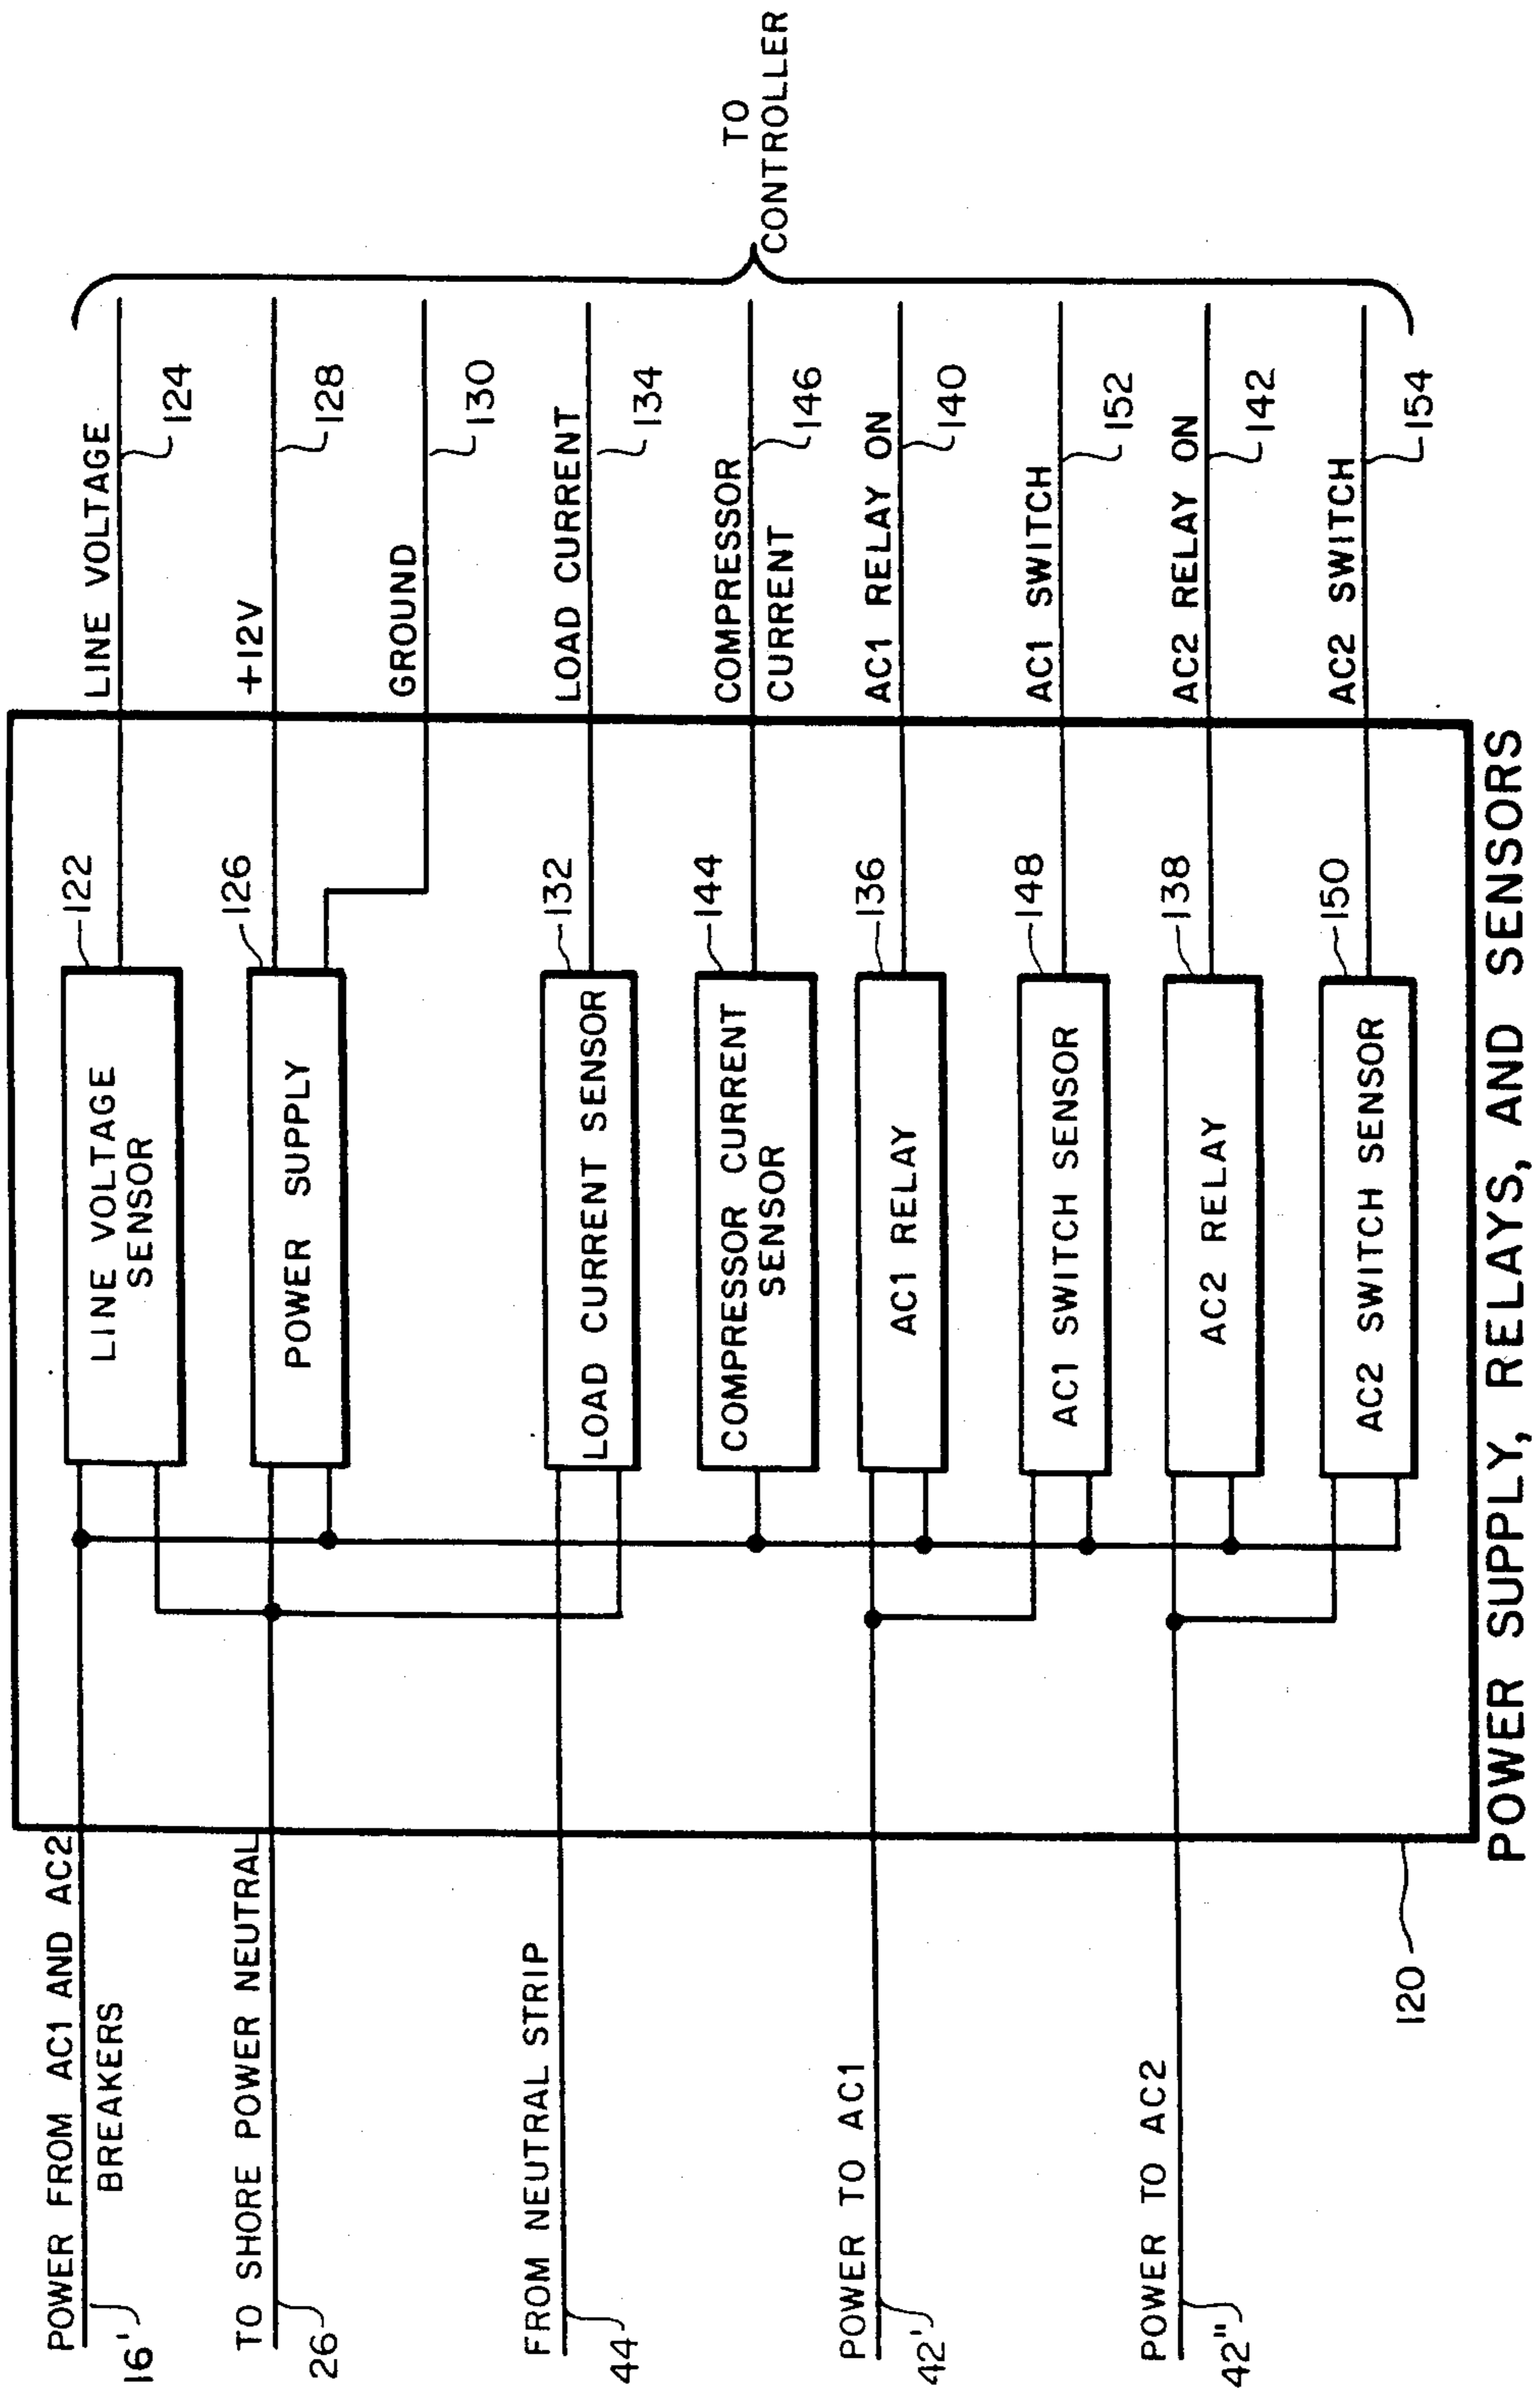 POWER FROM AC1 AND AC2
BREAKERS
16'
TO SHORE POWER NEUTRAL
26
FROM NEUTRAL STRIP
44
POWER TO AC1
42'
POWER TO AC2
42"
120
LINE VOLTAGE
SENSOR
122
POWER SUPPLY
126
LOAD CURRENT SENSOR
132
COMPRESSOR CURRENT
SENSOR
144
AC1 RELAY
136
AC1 SWITCH SENSOR
148
AC2 RELAY
138
AC2 SWITCH SENSOR
150
LINE VOLTAGE
124
+12V
128
GROUND
130
LOAD CURRENT
134
COMPRESSOR
CURRENT
146
AC1 RELAY ON
140
AC1 SWITCH
152
AC2 RELAY ON
142
AC2 SWITCH
154
TO
CONTROLLER
POWER SUPPLY, RELAYS, AND SENSORS